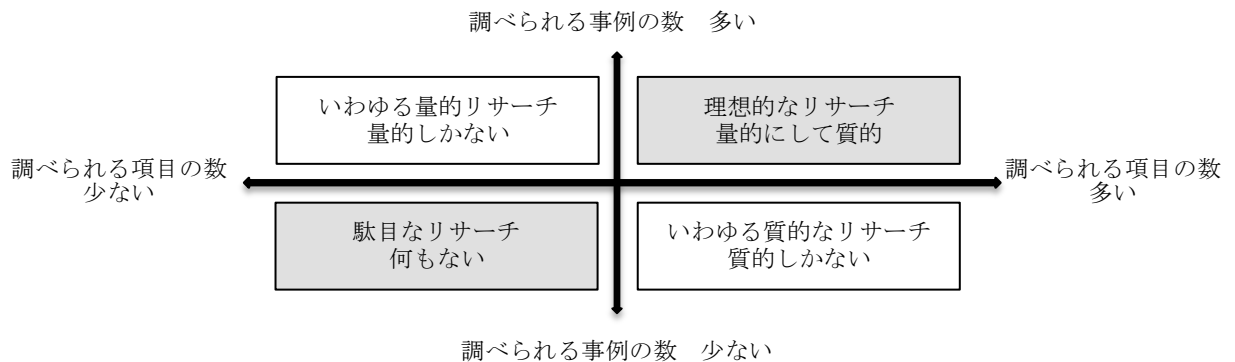 調べられる事例の数　多い
いわゆる量的リサーチ
量的しかない
理想的なリサーチ
量的にして質的
調べられる項目の数
少ない
調べられる項目の数
多い
駄目なリサーチ
何もない
いわゆる質的なリサーチ
質的しかない
調べられる事例の数　少ない